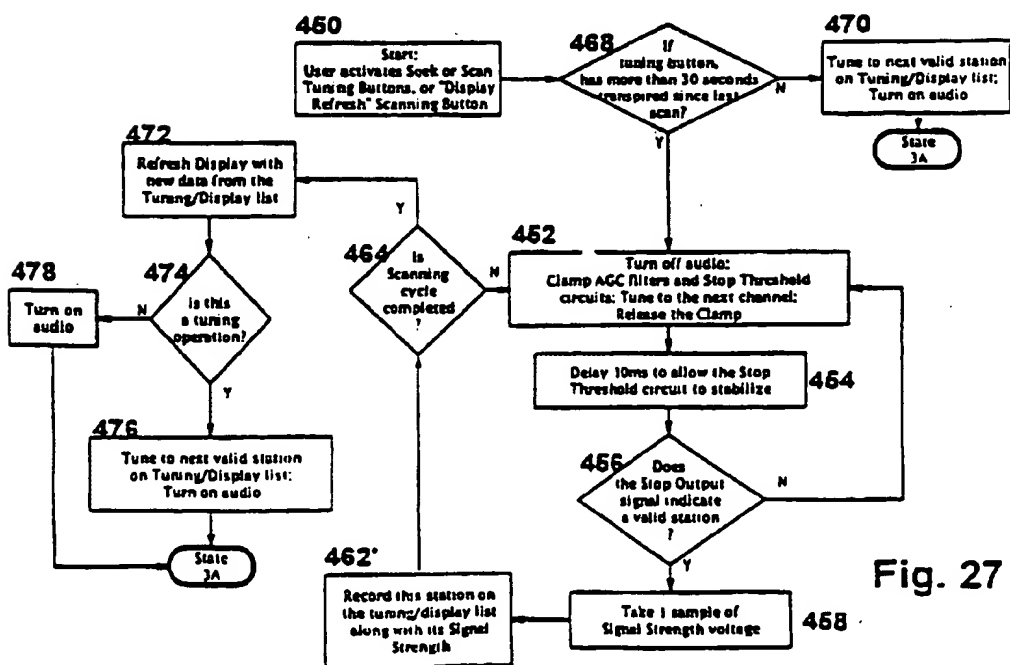 450
Start:
User activates Seek or Scan
Tuning Buttons, or "Display
Refresh" Scanning Button
468
If
tuning button,
has more than 30 seconds
transpired since last
scan?
N
Y
470
Tune to next valid station
on Tuning/Display list;
Turn on audio
State
3A
472
Refresh Display with
new data from the
Tuning/Display list
Y
464
Is
Scanning
cycle
completed
?
N
452
Turn off audio;
Clamp AGC filters and Stop Threshold
circuits; Tune to the next channel;
Release the Clamp
478
Turn on
audio
N
474
Is this
a tuning
operation?
Y
Delay 10ms to allow the Stop
Threshold circuit to stabilize
454
476
Tune to next valid station
on Tuning/Display list;
Turn on audio
456
Does
the Stop Output
signal indicate
a valid station
?
N
Y
State
3A
462'
Record this station on
the tuning/display list
along with its Signal
Strength
Take 1 sample of
Signal Strength voltage
458
Fig. 27